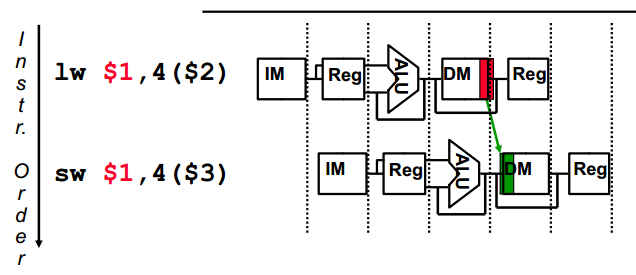 Instr. Order
lw $1,4($2)
IM Reg ALU DM Reg
sw $1,4($3)
IM Reg ALU DM Reg